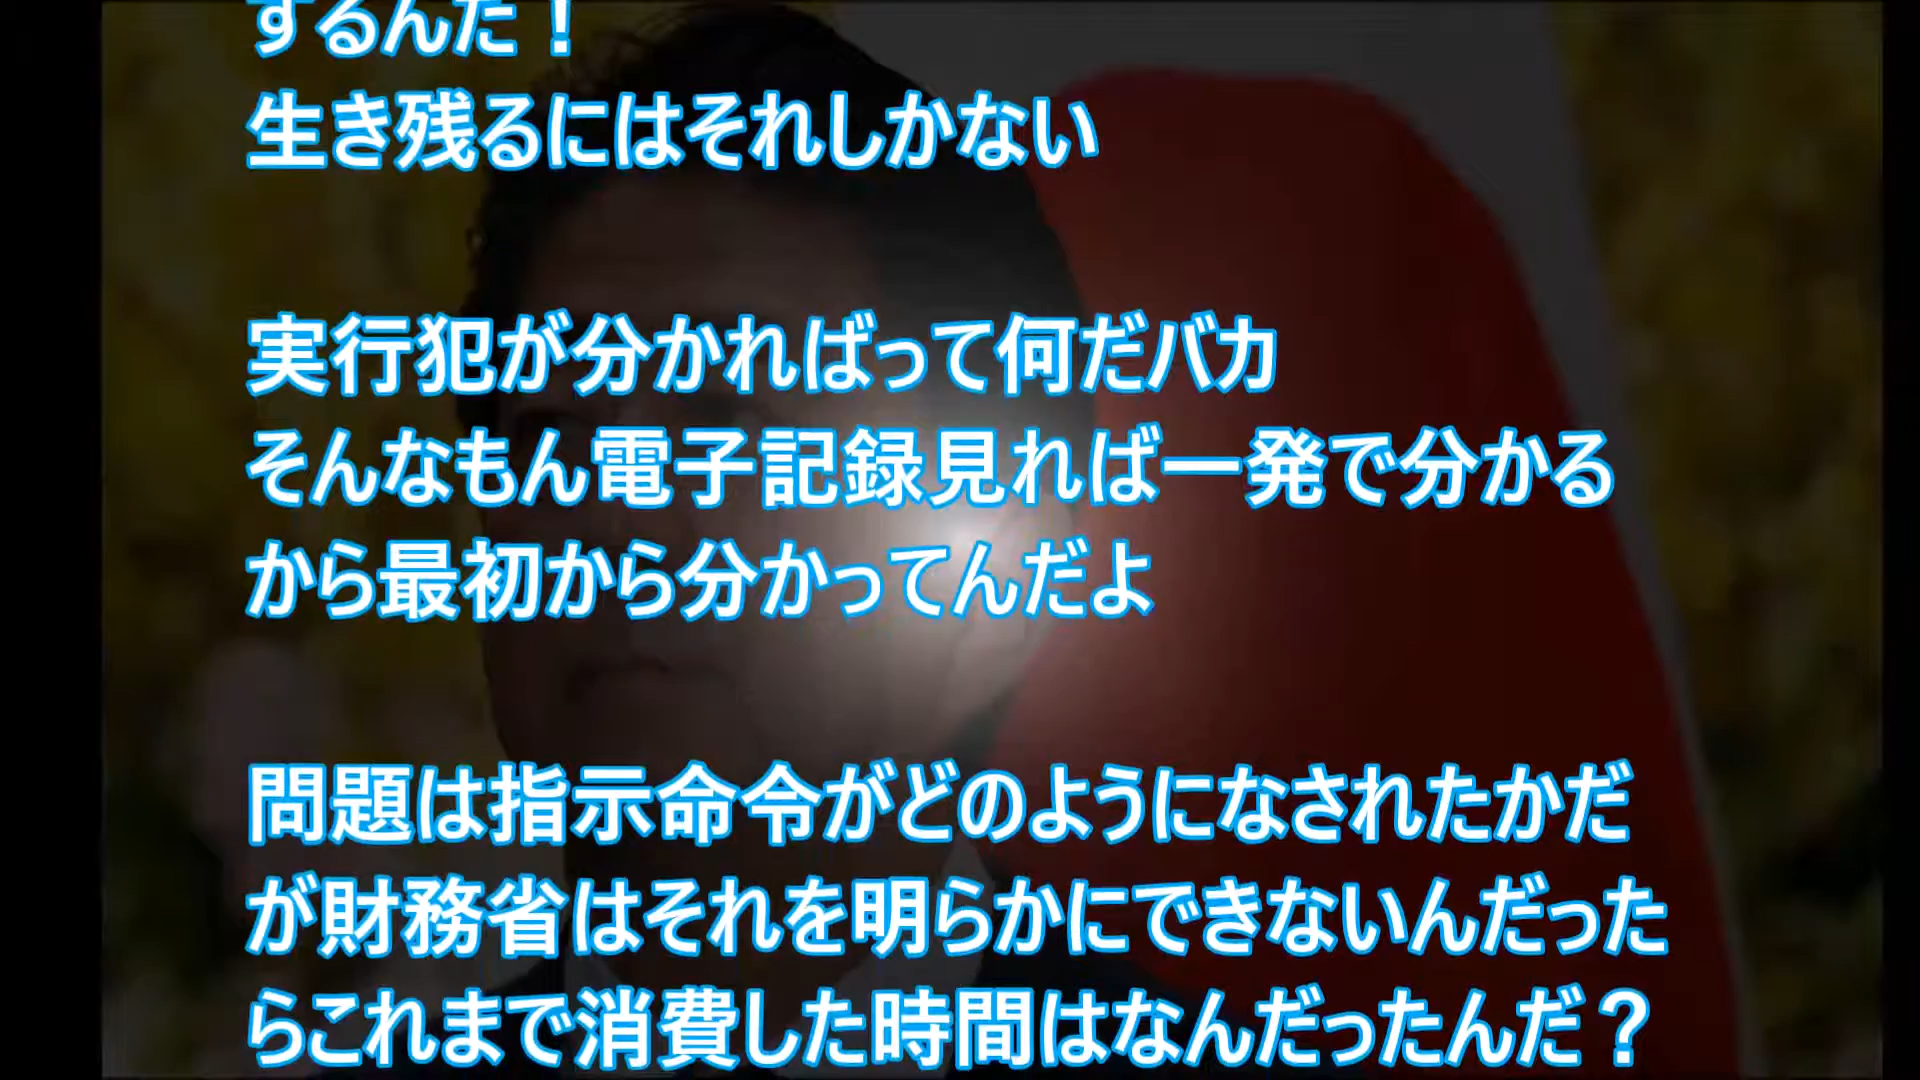 するんだ！
生き残るにはそれしかない
実行犯が分かればって何だバカ
そんなもん電子記録見れば一発で分かる
から最初から分かってんだよ
問題は指示命令がどのようになされたかだ
が財務省はそれを明らかにできないんだった
らこれまで消費した時間はなんだったんだ？